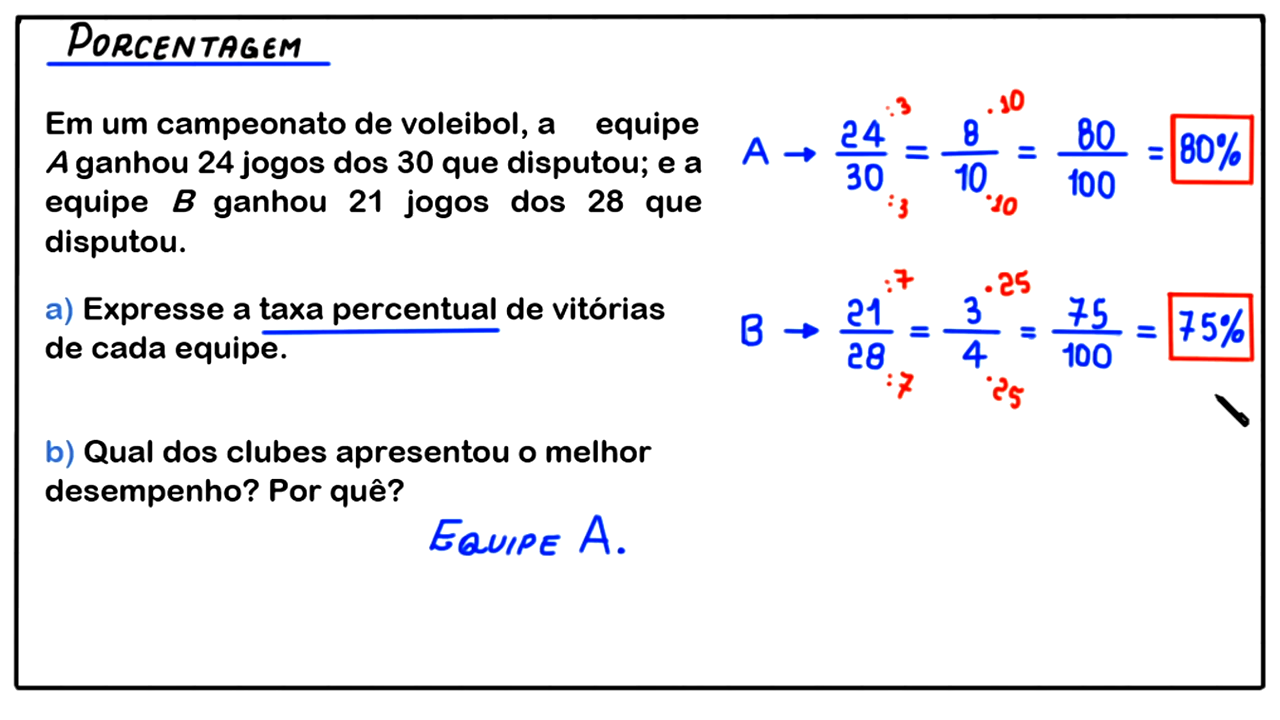 PORCENTAGEM
Em um campeonato de voleibol, a equipe
A ganhou 24 jogos dos 30 que disputou; e a
equipe B ganhou 21 jogos dos 28 que
disputou.
a) Expresse a taxa percentual de vitórias
de cada equipe.
b) Qual dos clubes apresentou o melhor
desempenho? Por quê?
EQUIPE A.
A → 24/30 = 8/10 = 80/100 = 80%
:3 .10
:3 .10
B → 21/28 = 3/4 = 75/100 = 75%
:7 .25
:7 .25